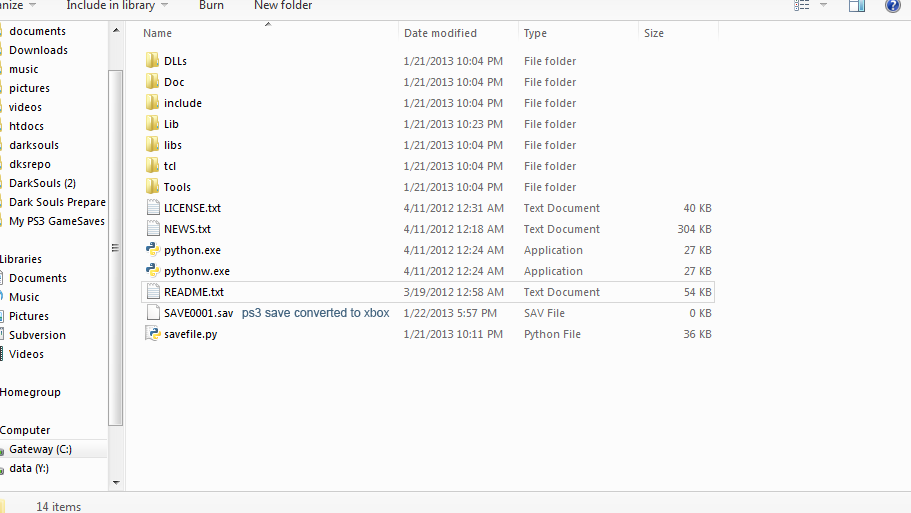 nize Include in library Burn New folder
Name Date modified Type Size
documents
Downloads
music
pictures
videos
htdocs
darksouls
dksrepo
DarkSouls (2)
Dark Souls Prepare
My PS3 GameSaves
Libraries
Documents
Music
Pictures
Subversion
Videos
Homegroup
Computer
Gateway (C:)
data (Y:)
DLLs 1/21/2013 10:04 PM File folder
Doc 1/21/2013 10:04 PM File folder
include 1/21/2013 10:04 PM File folder
Lib 1/21/2013 10:23 PM File folder
libs 1/21/2013 10:04 PM File folder
tcl 1/21/2013 10:04 PM File folder
Tools 1/21/2013 10:04 PM File folder
LICENSE.txt 4/11/2012 12:31 AM Text Document 40 KB
NEWS.txt 4/11/2012 12:18 AM Text Document 304 KB
python.exe 4/11/2012 12:24 AM Application 27 KB
pythonw.exe 4/11/2012 12:24 AM Application 27 KB
README.txt 3/19/2012 12:58 AM Text Document 54 KB
SAVE0001.sav ps3 save converted to xbox 1/22/2013 5:57 PM SAV File 0 KB
savefile.py 1/21/2013 10:11 PM Python File 36 KB
14 items